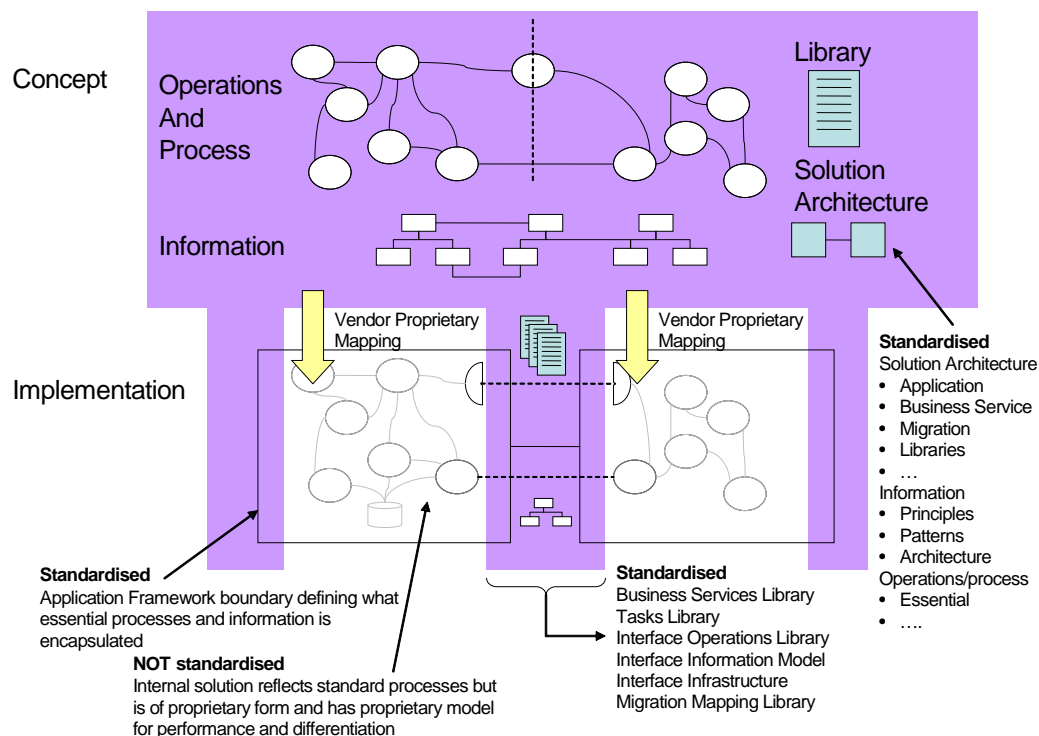 Concept
Operations
And
Process
Library
Solution
Architecture
Information
Vendor Proprietary
Mapping
Vendor Proprietary
Mapping
Implementation
Standardised
Solution Architecture
• Application
• Business Service
• Migration
• Libraries
• …
Information
• Principles
• Patterns
• Architecture
Operations/process
• Essential
• ….
Standardised
Application Framework boundary defining what
essential processes and information is
encapsulated
NOT standardised
Internal solution reflects standard processes but
is of proprietary form and has proprietary model
for performance and differentiation
Standardised
Business Services Library
Tasks Library
Interface Operations Library
Interface Information Model
Interface Infrastructure
Migration Mapping Library